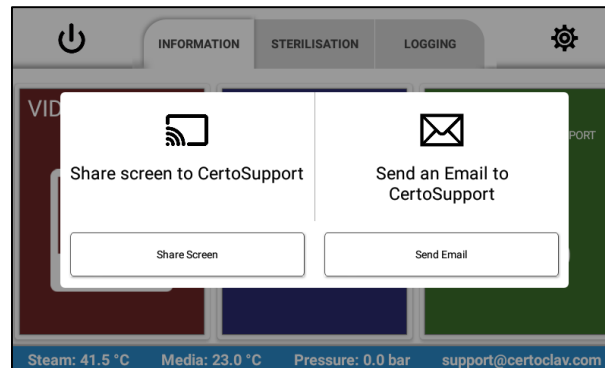 INFORMATION STERILISATION LOGGING
VID
PORT
Share screen to CertoSupport
Send an Email to
CertoSupport
Share Screen
Send Email
Steam: 41.5 °C Media: 23.0 °C Pressure: 0.0 bar support@certoclav.com